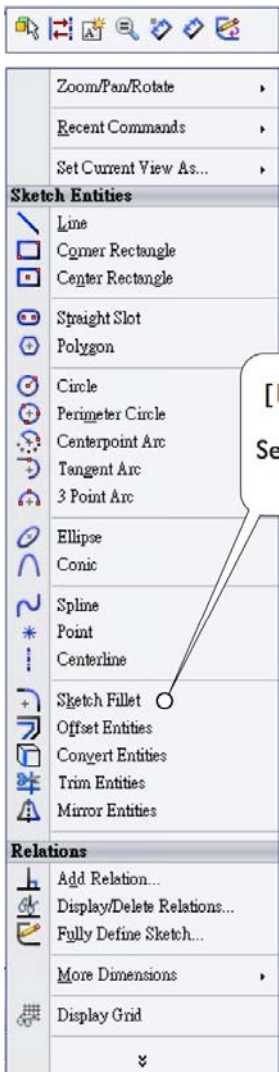 Zoom/Pan/Rotate
Recent Commands
Set Current View As...
Sketch Entities
Line
Corner Rectangle
Center Rectangle
Straight Slot
Polygon
Circle
Perimeter Circle
Centerpoint Arc
Tangent Arc
3 Point Arc
Ellipse
Conic
Spline
Point
Centerline
Sketch Fillet
Offset Entities
Convert Entities
Trim Entities
Mirror Entities
Relations
Add Relation...
Display/Delete Relations...
Fully Define Sketch...
More Dimensions
Display Grid